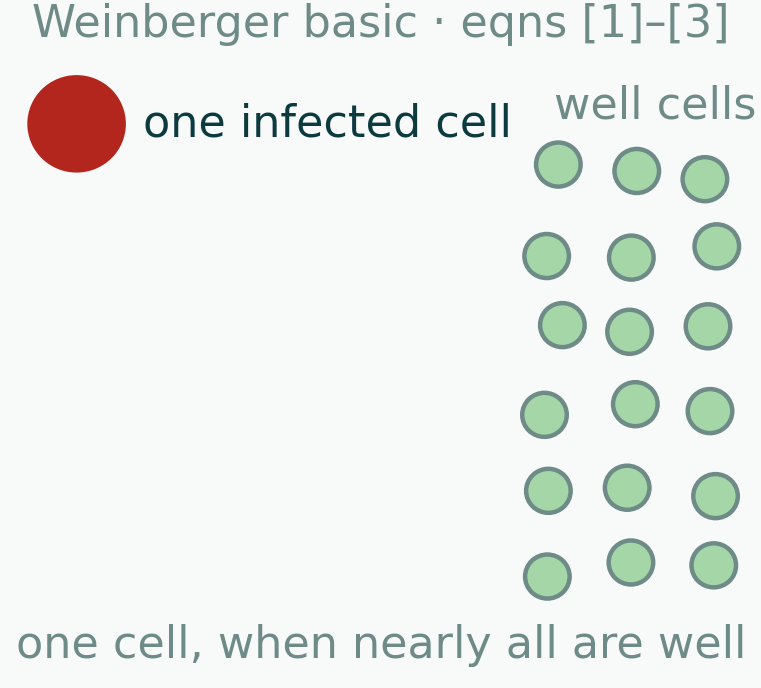 Weinberger basic · eqns [1]–[3]
one infected cell
well cells
one cell, when nearly all are well